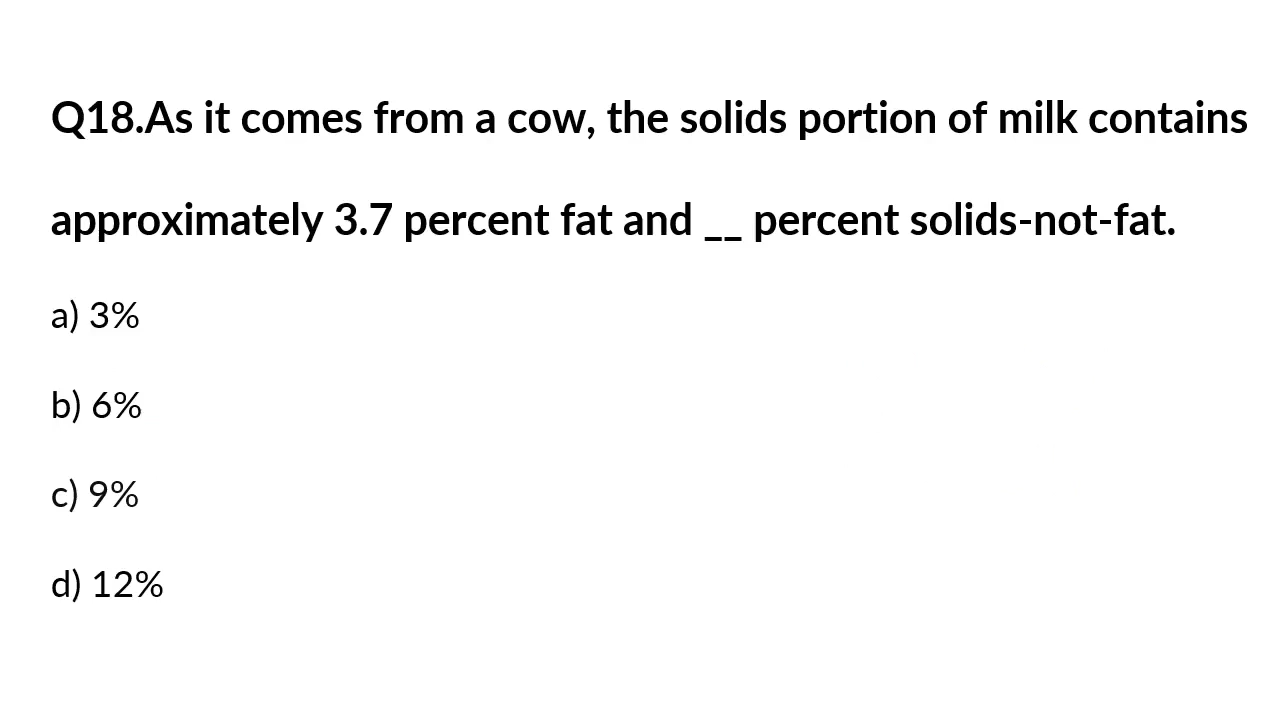 Q18.As it comes from a cow, the solids portion of milk contains
approximately 3.7 percent fat and __ percent solids-not-fat.
a) 3%
b) 6%
c) 9%
d) 12%